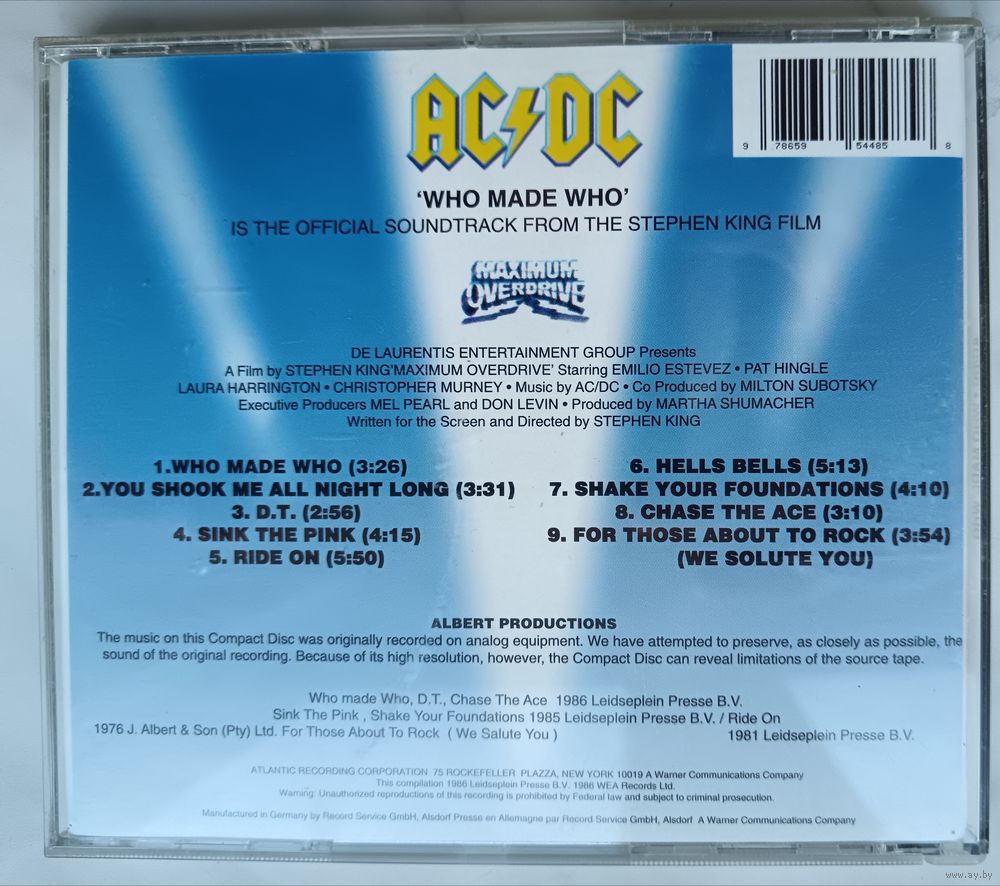 AC DC
9 78659 54485 8
'WHO MADE WHO'
IS THE OFFICIAL SOUNDTRACK FROM THE STEPHEN KING FILM
MAXIMUM
OVERDRIVE
DE LAURENTIS ENTERTAINMENT GROUP Presents
A Film by STEPHEN KING'MAXIMUM OVERDRIVE' Starring EMILIO ESTEVEZ • PAT HINGLE
LAURA HARRINGTON • CHRISTOPHER MURNEY • Music by AC/DC • Co Produced by MILTON SUBOTSKY
Executive Producers MEL PEARL and DON LEVIN • Produced by MARTHA SHUMACHER
Written for the Screen and Directed by STEPHEN KING
1.WHO MADE WHO (3:26)
2.YOU SHOOK ME ALL NIGHT LONG (3:31)
3. D.T. (2:56)
4. SINK THE PINK (4:15)
5. RIDE ON (5:50)
6. HELLS BELLS (5:13)
7. SHAKE YOUR FOUNDATIONS (4:10)
8. CHASE THE ACE (3:10)
9. FOR THOSE ABOUT TO ROCK (3:54)
(WE SOLUTE YOU)
ALBERT PRODUCTIONS
The music on this Compact Disc was originally recorded on analog equipment. We have attempted to preserve, as closely as possible, the
sound of the original recording. Because of its high resolution, however, the Compact Disc can reveal limitations of the source tape.
Who made Who, D.T., Chase The Ace 1986 Leidseplein Presse B.V.
Sink The Pink , Shake Your Foundations 1985 Leidseplein Presse B.V. / Ride On
1976 J. Albert & Son (Pty) Ltd. For Those About To Rock ( We Salute You ) 1981 Leidseplein Presse B.V.
ATLANTIC RECORDING CORPORATION 75 ROCKEFELLER PLAZZA, NEW YORK 10019 A Warner Communications Company
This compilation 1986 Leidseplein Presse B.V. 1986 WEA Records Ltd.
Warning: Unauthorized reproductions of this recording is prohibited by Federal law and subject to criminal prosecution.
Manufactured in Germany by Record Service GmbH, Alsdorf Presse en Allemagne par Record Service GmbH, Alsdorf A Warner Communications Company
www.ay.by